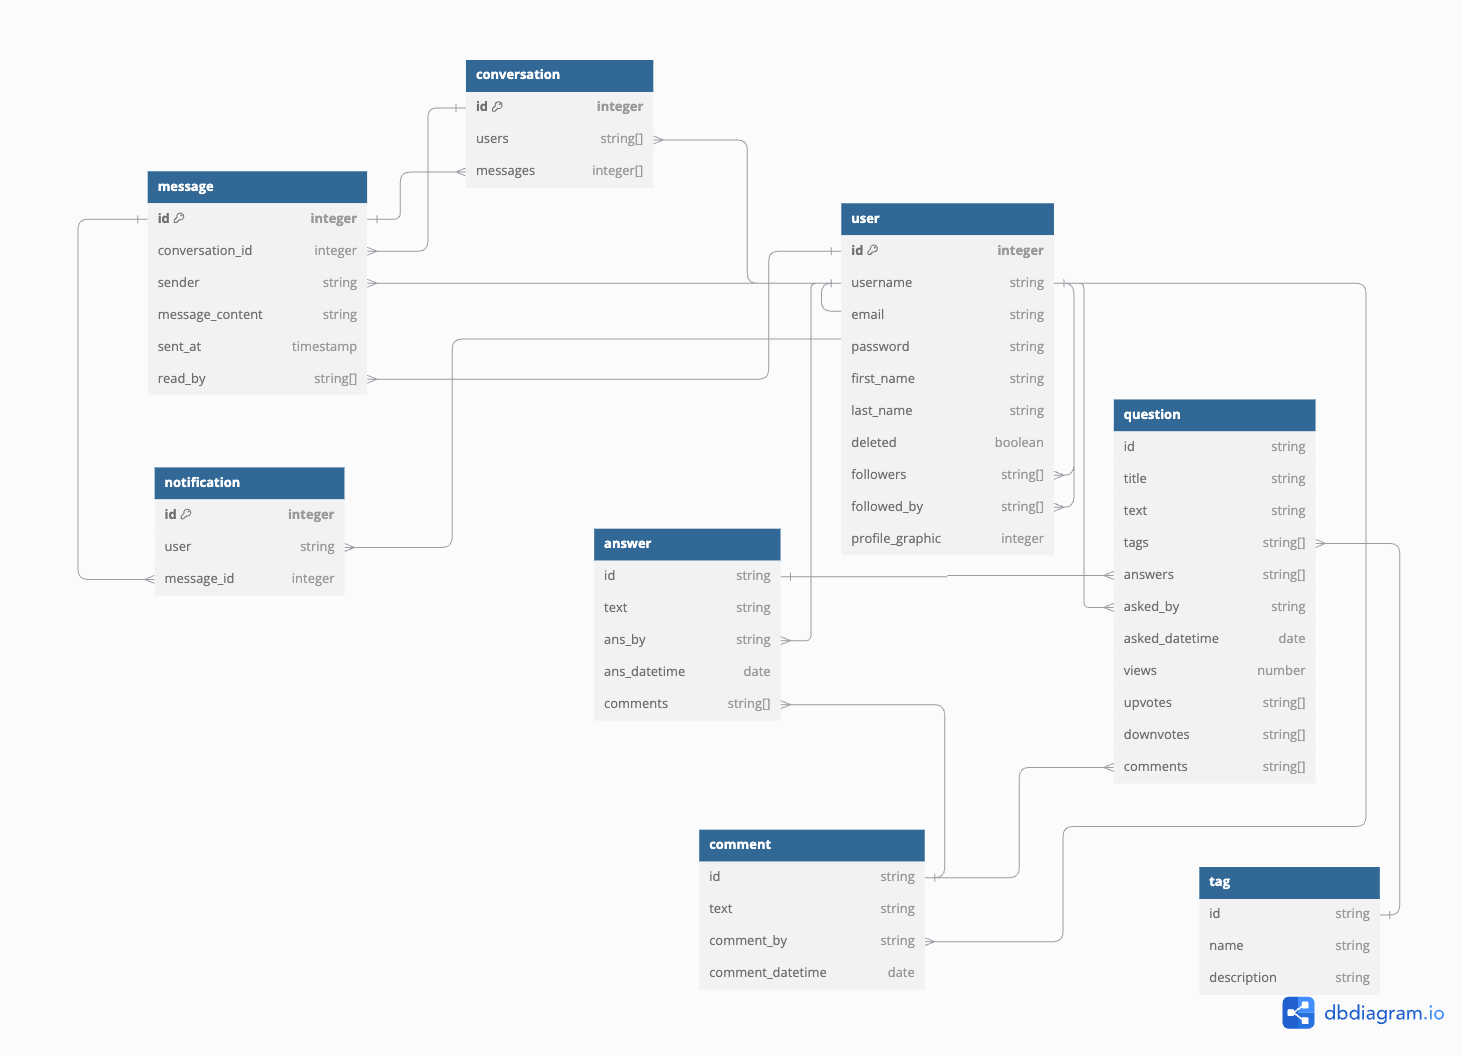 conversation
id integer
users string[]
messages integer[]
message
id integer
conversation_id integer
sender string
message_content string
sent_at timestamp
read_by string[]
user
id integer
username string
email string
password string
first_name string
last_name string
deleted boolean
followers string[]
followed_by string[]
profile_graphic integer
question
id string
title string
text string
tags string[]
answers string[]
asked_by string
asked_datetime date
views number
upvotes string[]
downvotes string[]
comments string[]
notification
id integer
user string
message_id integer
answer
id string
text string
ans_by string
ans_datetime date
comments string[]
comment
id string
text string
comment_by string
comment_datetime date
tag
id string
name string
description string
dbdiagram.io